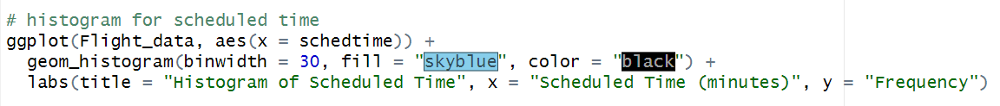 # histogram for scheduled time
ggplot(Flight_data, aes(x = schedtime)) +
  geom_histogram(binwidth = 30, fill = "skyblue", color = "black") +
  labs(title = "Histogram of Scheduled Time", x = "Scheduled Time (minutes)", y = "Frequency")